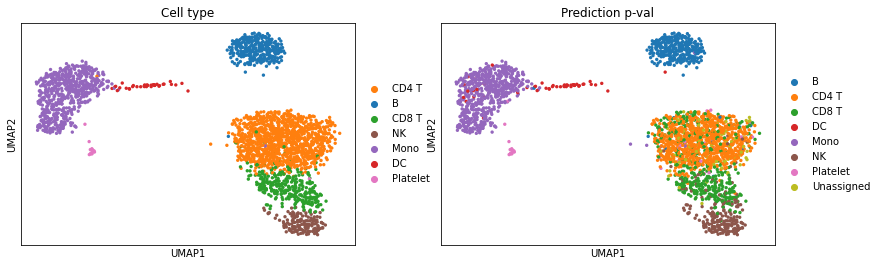 Cell type
UMAP2
UMAP1
CD4 T
B
CD8 T
NK
Mono
DC
Platelet
Prediction p-val
UMAP2
UMAP1
B
CD4 T
CD8 T
DC
Mono
NK
Platelet
Unassigned